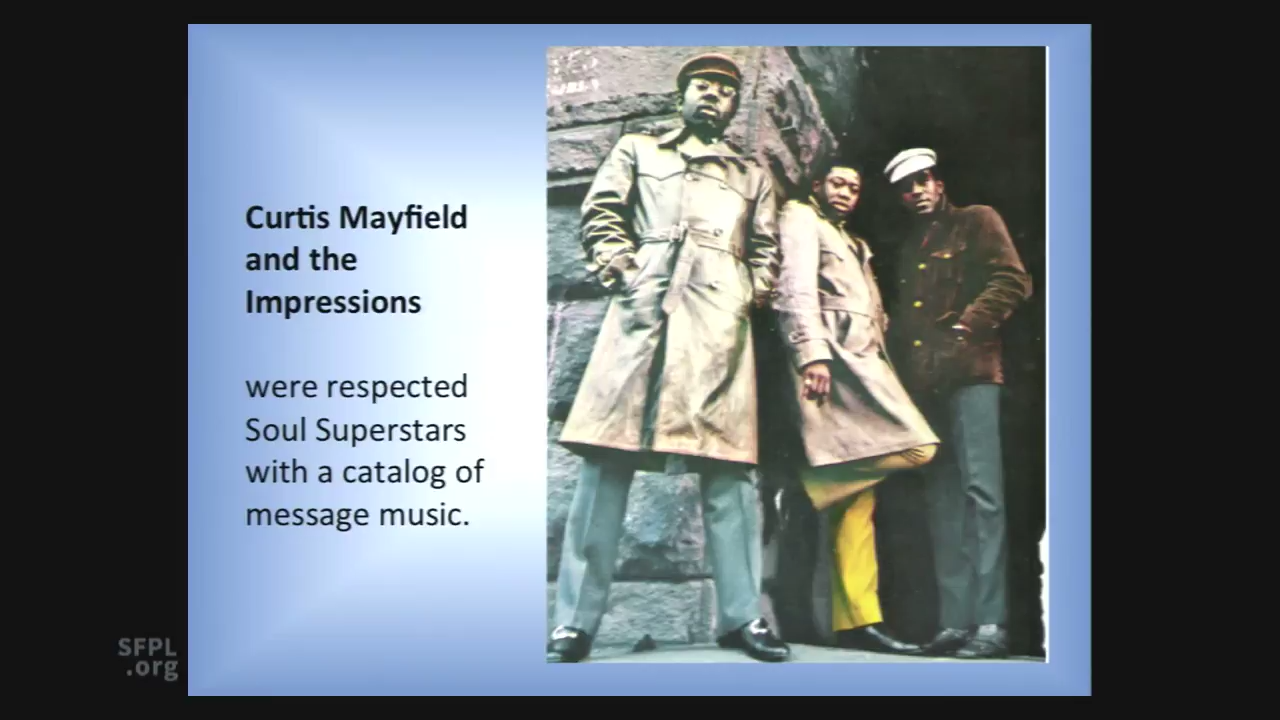 Curtis Mayfield
and the
Impressions
were respected
Soul Superstars
with a catalog of
message music.
SFPL
.org